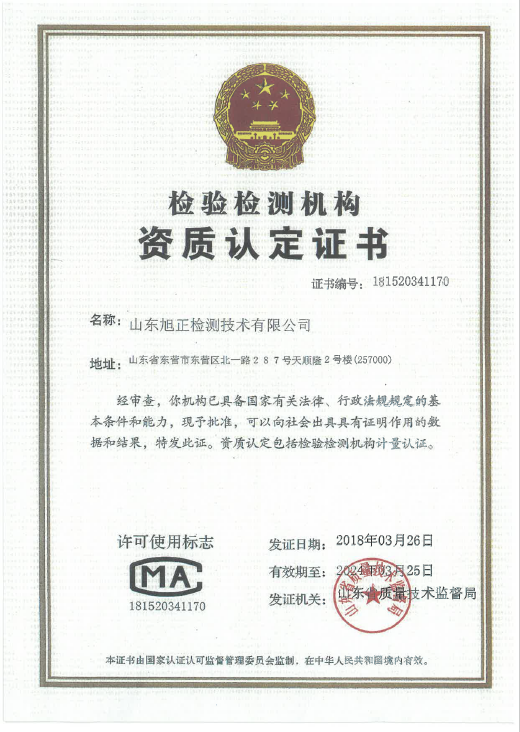 检验检测机构
资质认定证书
证书编号：181520341170
名称：山东旭正检测技术有限公司
地址：山东省东营市东营区北一路287号天顺隆2号楼(257000)
经审查，你机构已具备国家有关法律、行政法规规定的基
本条件和能力，现予批准，可以向社会出具具有证明作用的数
据和结果，特发此证。资质认定包括检验检测机构计量认证。
许可使用标志
MA
181520341170
发证日期：2018年03月26日
有效期至：2024年03月25日
发证机关：山东省质量技术监督局
山东省质量技术监督局
本证书由国家认证认可监督管理委员会监制，在中华人民共和国境内有效。